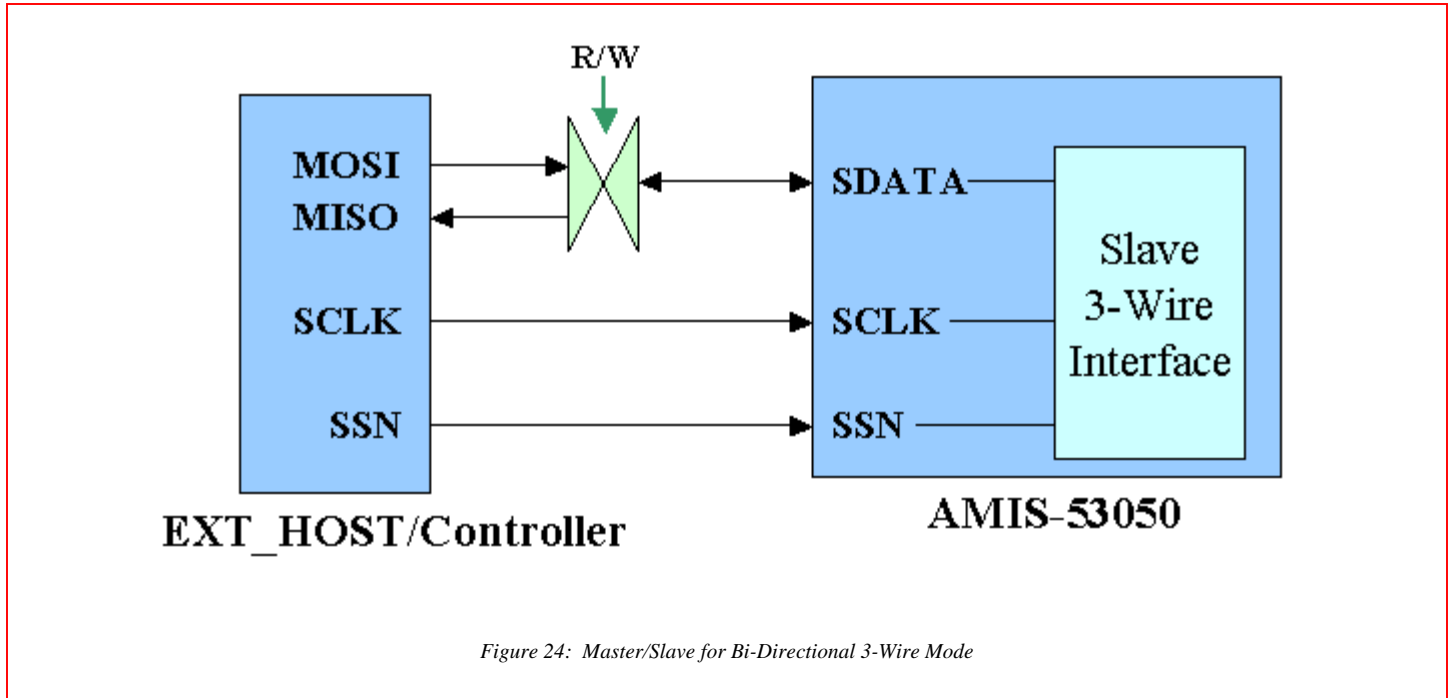 R/W
MOSI
MISO
SCLK
SSN
EXT_HOST/Controller
SDATA
SCLK
SSN
Slave
3-Wire
Interface
AMIS-53050
Figure 24: Master/Slave for Bi-Directional 3-Wire Mode